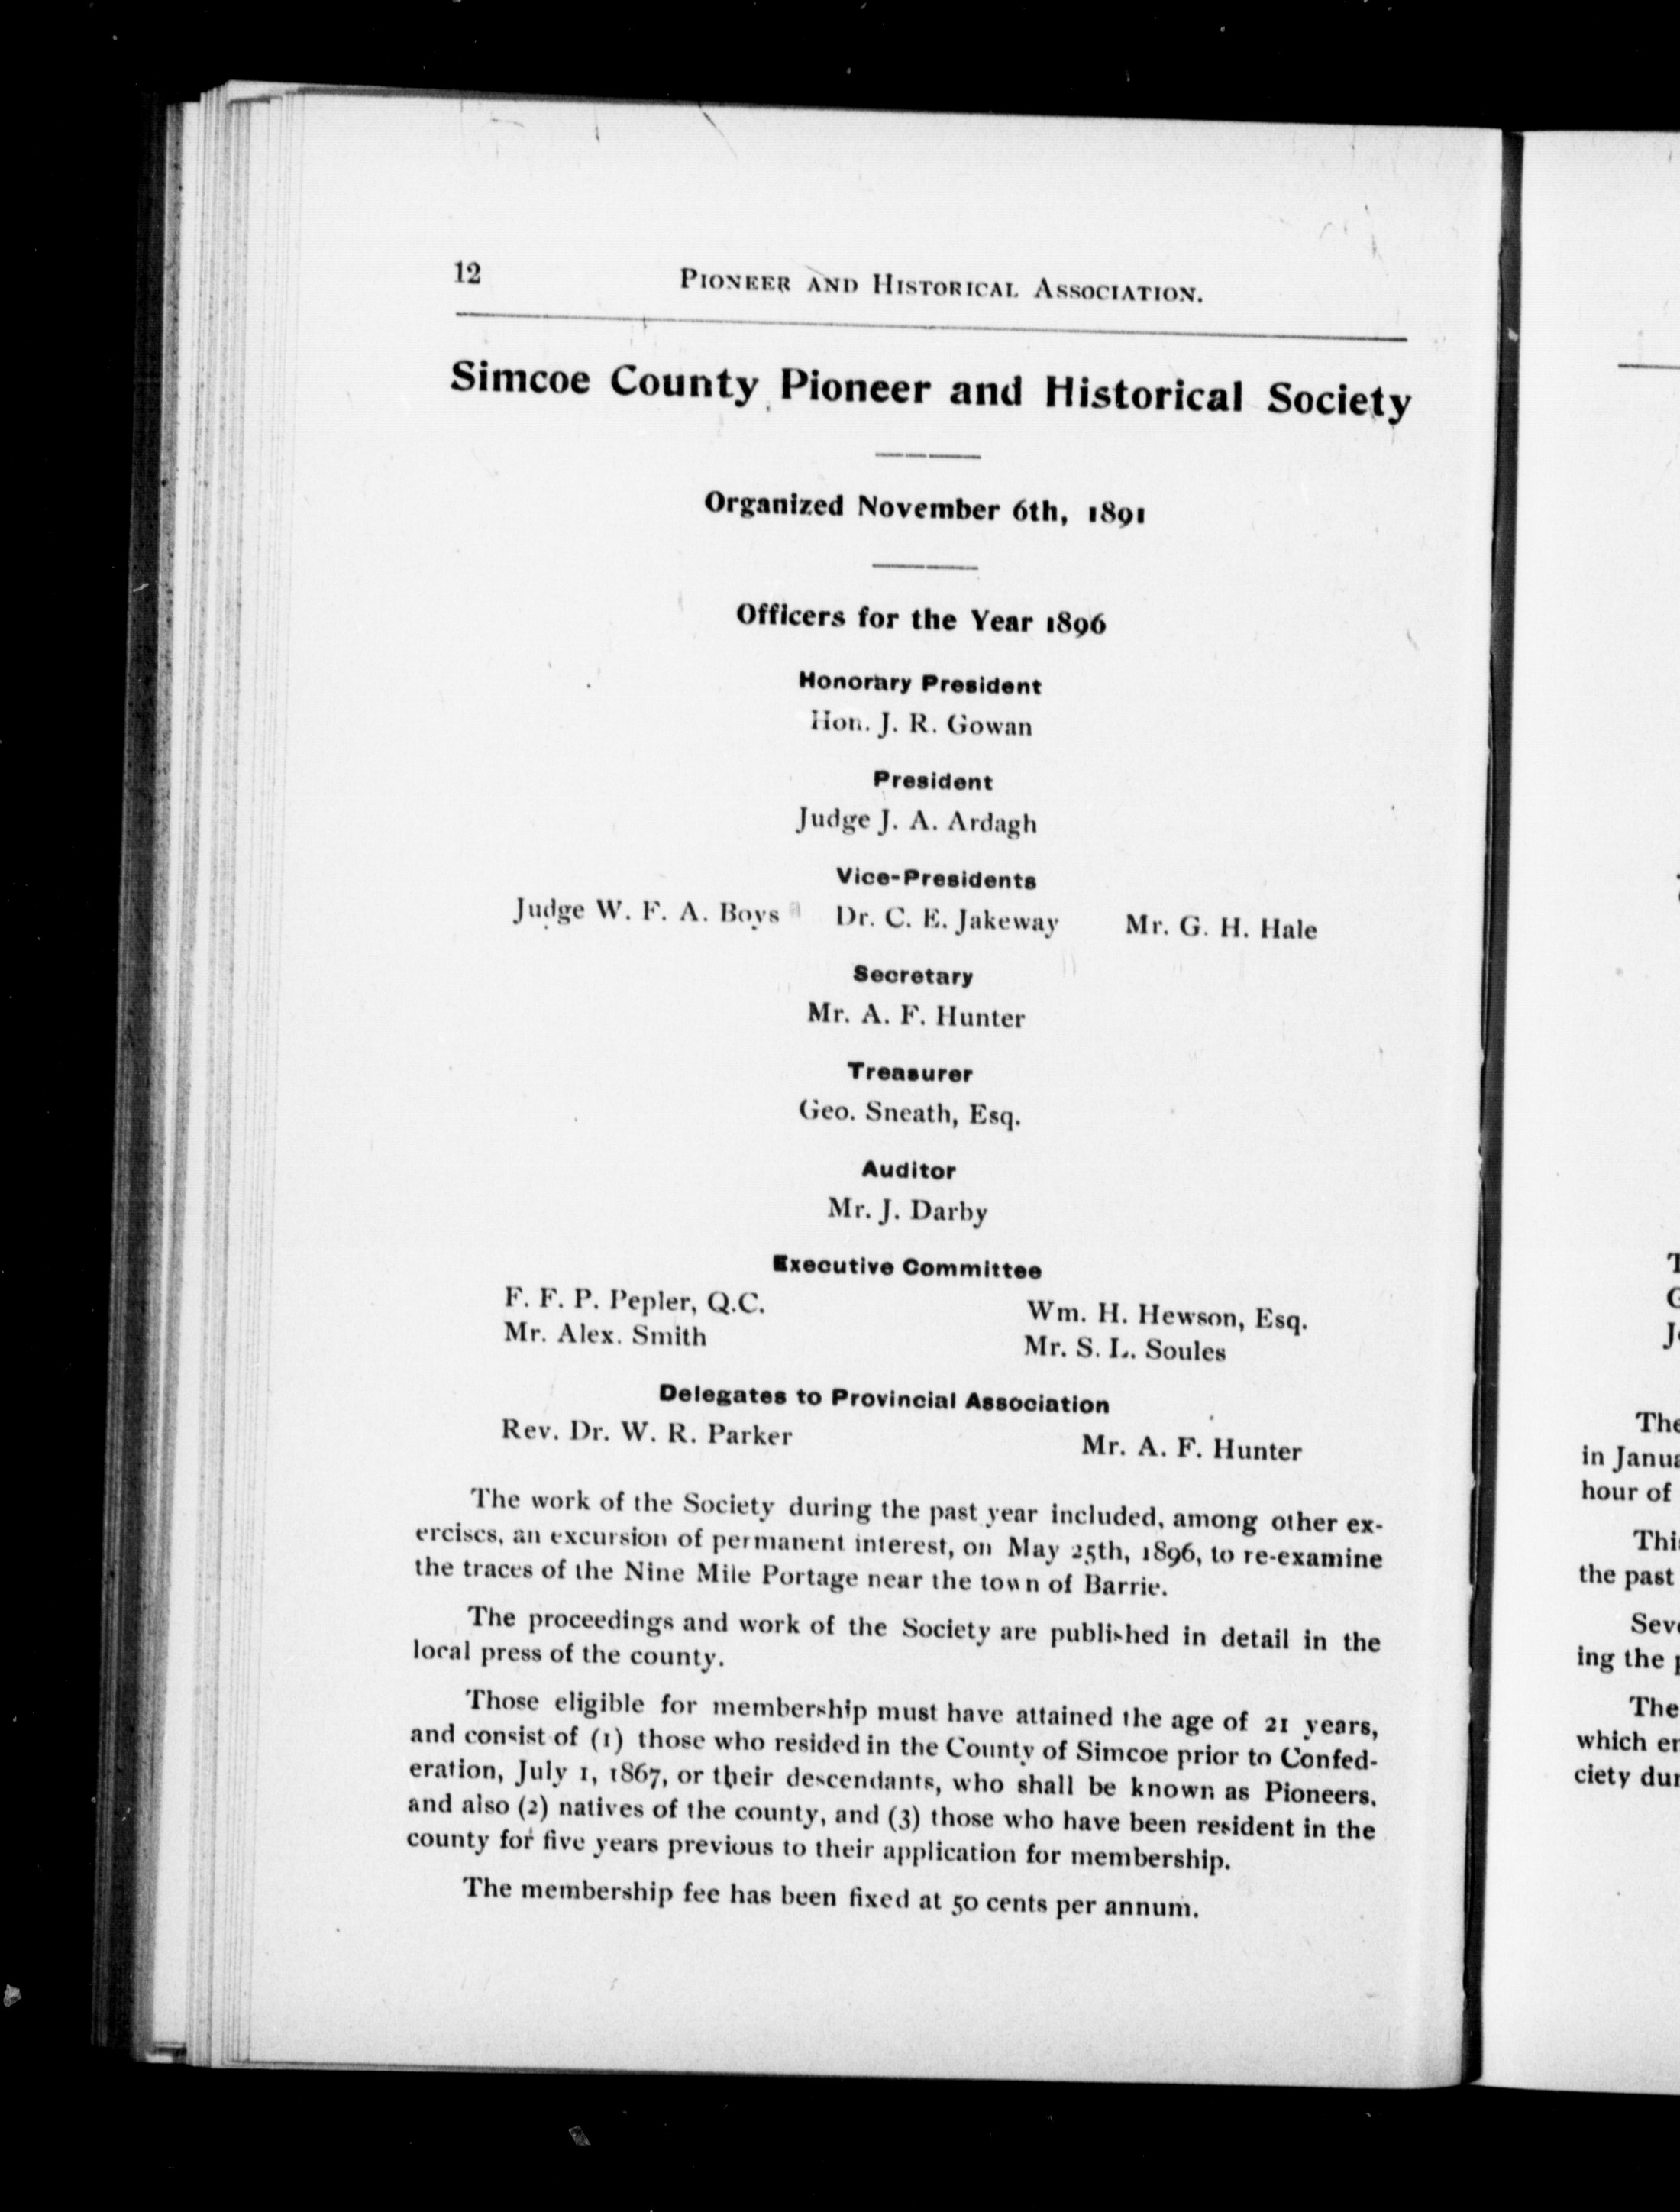 12
PIONEER AND HISTORICAL ASSOCIATION.
Simcoe County Pioneer and Historical Society
Organized November 6th, 1891
Officers for the Year 1896
Honorary President
Hon. J. R. Gowan
President
Judge J. A. Ardagh
Vice-Presidents
Judge W. F. A. Boys Dr. C. E. Jakeway Mr. G. H. Hale
Secretary
Mr. A. F. Hunter
Treasurer
Geo. Sneath, Esq.
Auditor
Mr. J. Darby
Executive Committee
F. F. P. Pepler, Q.C. Wm. H. Hewson, Esq.
Mr. Alex. Smith Mr. S. L. Soules
Delegates to Provincial Association
Rev. Dr. W. R. Parker Mr. A. F. Hunter
The work of the Society during the past year included, among other ex-
ercises, an excursion of permanent interest, on May 25th, 1896, to re-examine
the traces of the Nine Mile Portage near the town of Barrie.
The proceedings and work of the Society are published in detail in the
local press of the county.
Those eligible for membership must have attained the age of 21 years,
and consist of (1) those who resided in the County of Simcoe prior to Confed-
eration, July 1, 1867, or their descendants, who shall be known as Pioneers,
and also (2) natives of the county, and (3) those who have been resident in the
county for five years previous to their application for membership.
The membership fee has been fixed at 50 cents per annum.
The
in
hour of
the past
ing the
The
which
ciety